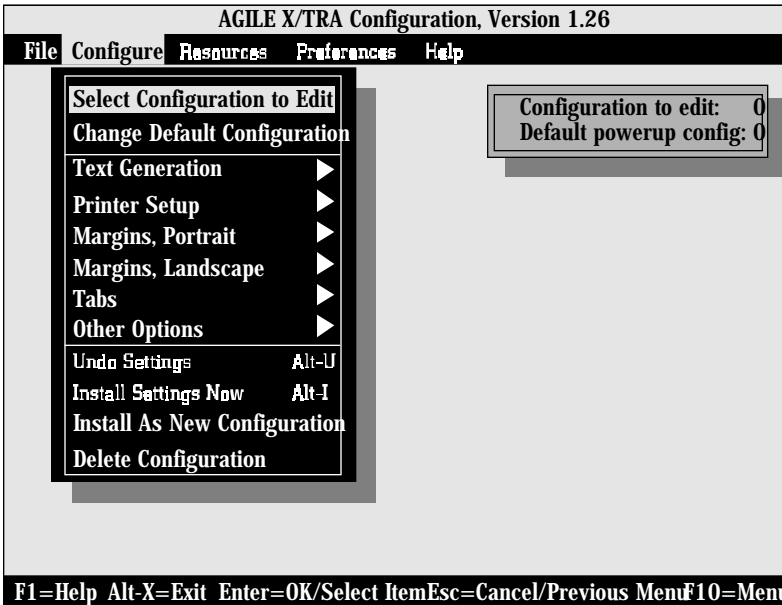 AGILE X/TRA Configuration, Version 1.26
File Configure Resources Preferences Help
Select Configuration to Edit
Change Default Configuration
Text Generation
Printer Setup
Margins, Portrait
Margins, Landscape
Tabs
Other Options
Undo Settings Alt-U
Install Settings Now Alt-I
Install As New Configuration
Delete Configuration
Configuration to edit: 0
Default powerup config: 0
F1=Help Alt-X=Exit Enter=OK/Select Item Esc=Cancel/Previous Menu F10=Men